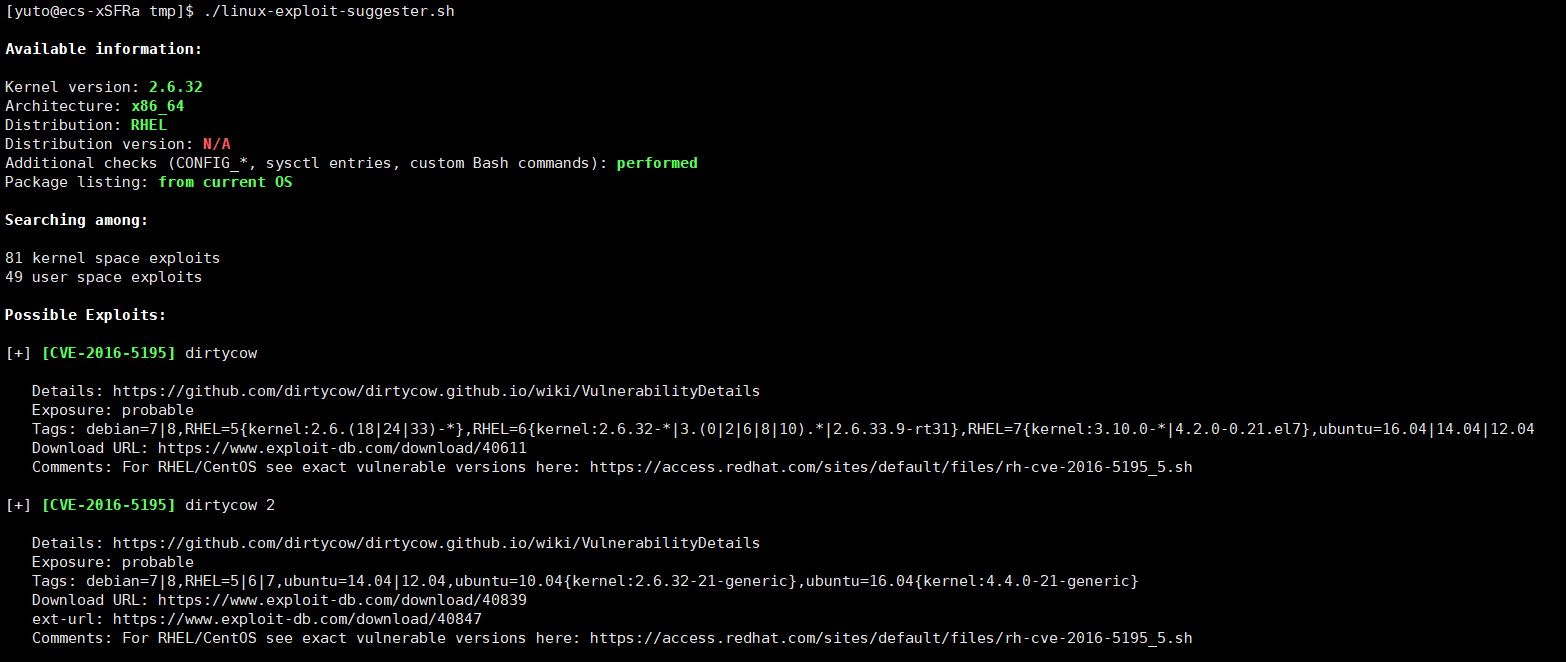 [yuto@ecs-xSFRa tmp]$ ./linux-exploit-suggester.sh
Available information:
Kernel version: 2.6.32
Architecture: x86_64
Distribution: RHEL
Distribution version: N/A
Additional checks (CONFIG_*, sysctl entries, custom Bash commands): performed
Package listing: from current OS
Searching among:
81 kernel space exploits
49 user space exploits
Possible Exploits:
[+] [CVE-2016-5195] dirtycow
Details: https://github.com/dirtycow/dirtycow.github.io/wiki/VulnerabilityDetails
Exposure: probable
Tags: debian=7|8,RHEL=5{kernel:2.6.(18|24|33)-*},RHEL=6{kernel:2.6.32-*|3.(0|2|6|8|10).*|2.6.33.9-rt31},RHEL=7{kernel:3.10.0-*|4.2.0-0.21.el7},ubuntu=16.04|14.04|12.04
Download URL: https://www.exploit-db.com/download/40611
Comments: For RHEL/CentOS see exact vulnerable versions here: https://access.redhat.com/sites/default/files/rh-cve-2016-5195_5.sh
[+] [CVE-2016-5195] dirtycow 2
Details: https://github.com/dirtycow/dirtycow.github.io/wiki/VulnerabilityDetails
Exposure: probable
Tags: debian=7|8,RHEL=5|6|7,ubuntu=14.04|12.04,ubuntu=10.04{kernel:2.6.32-21-generic},ubuntu=16.04{kernel:4.4.0-21-generic}
Download URL: https://www.exploit-db.com/download/40839
ext-url: https://www.exploit-db.com/download/40847
Comments: For RHEL/CentOS see exact vulnerable versions here: https://access.redhat.com/sites/default/files/rh-cve-2016-5195_5.sh